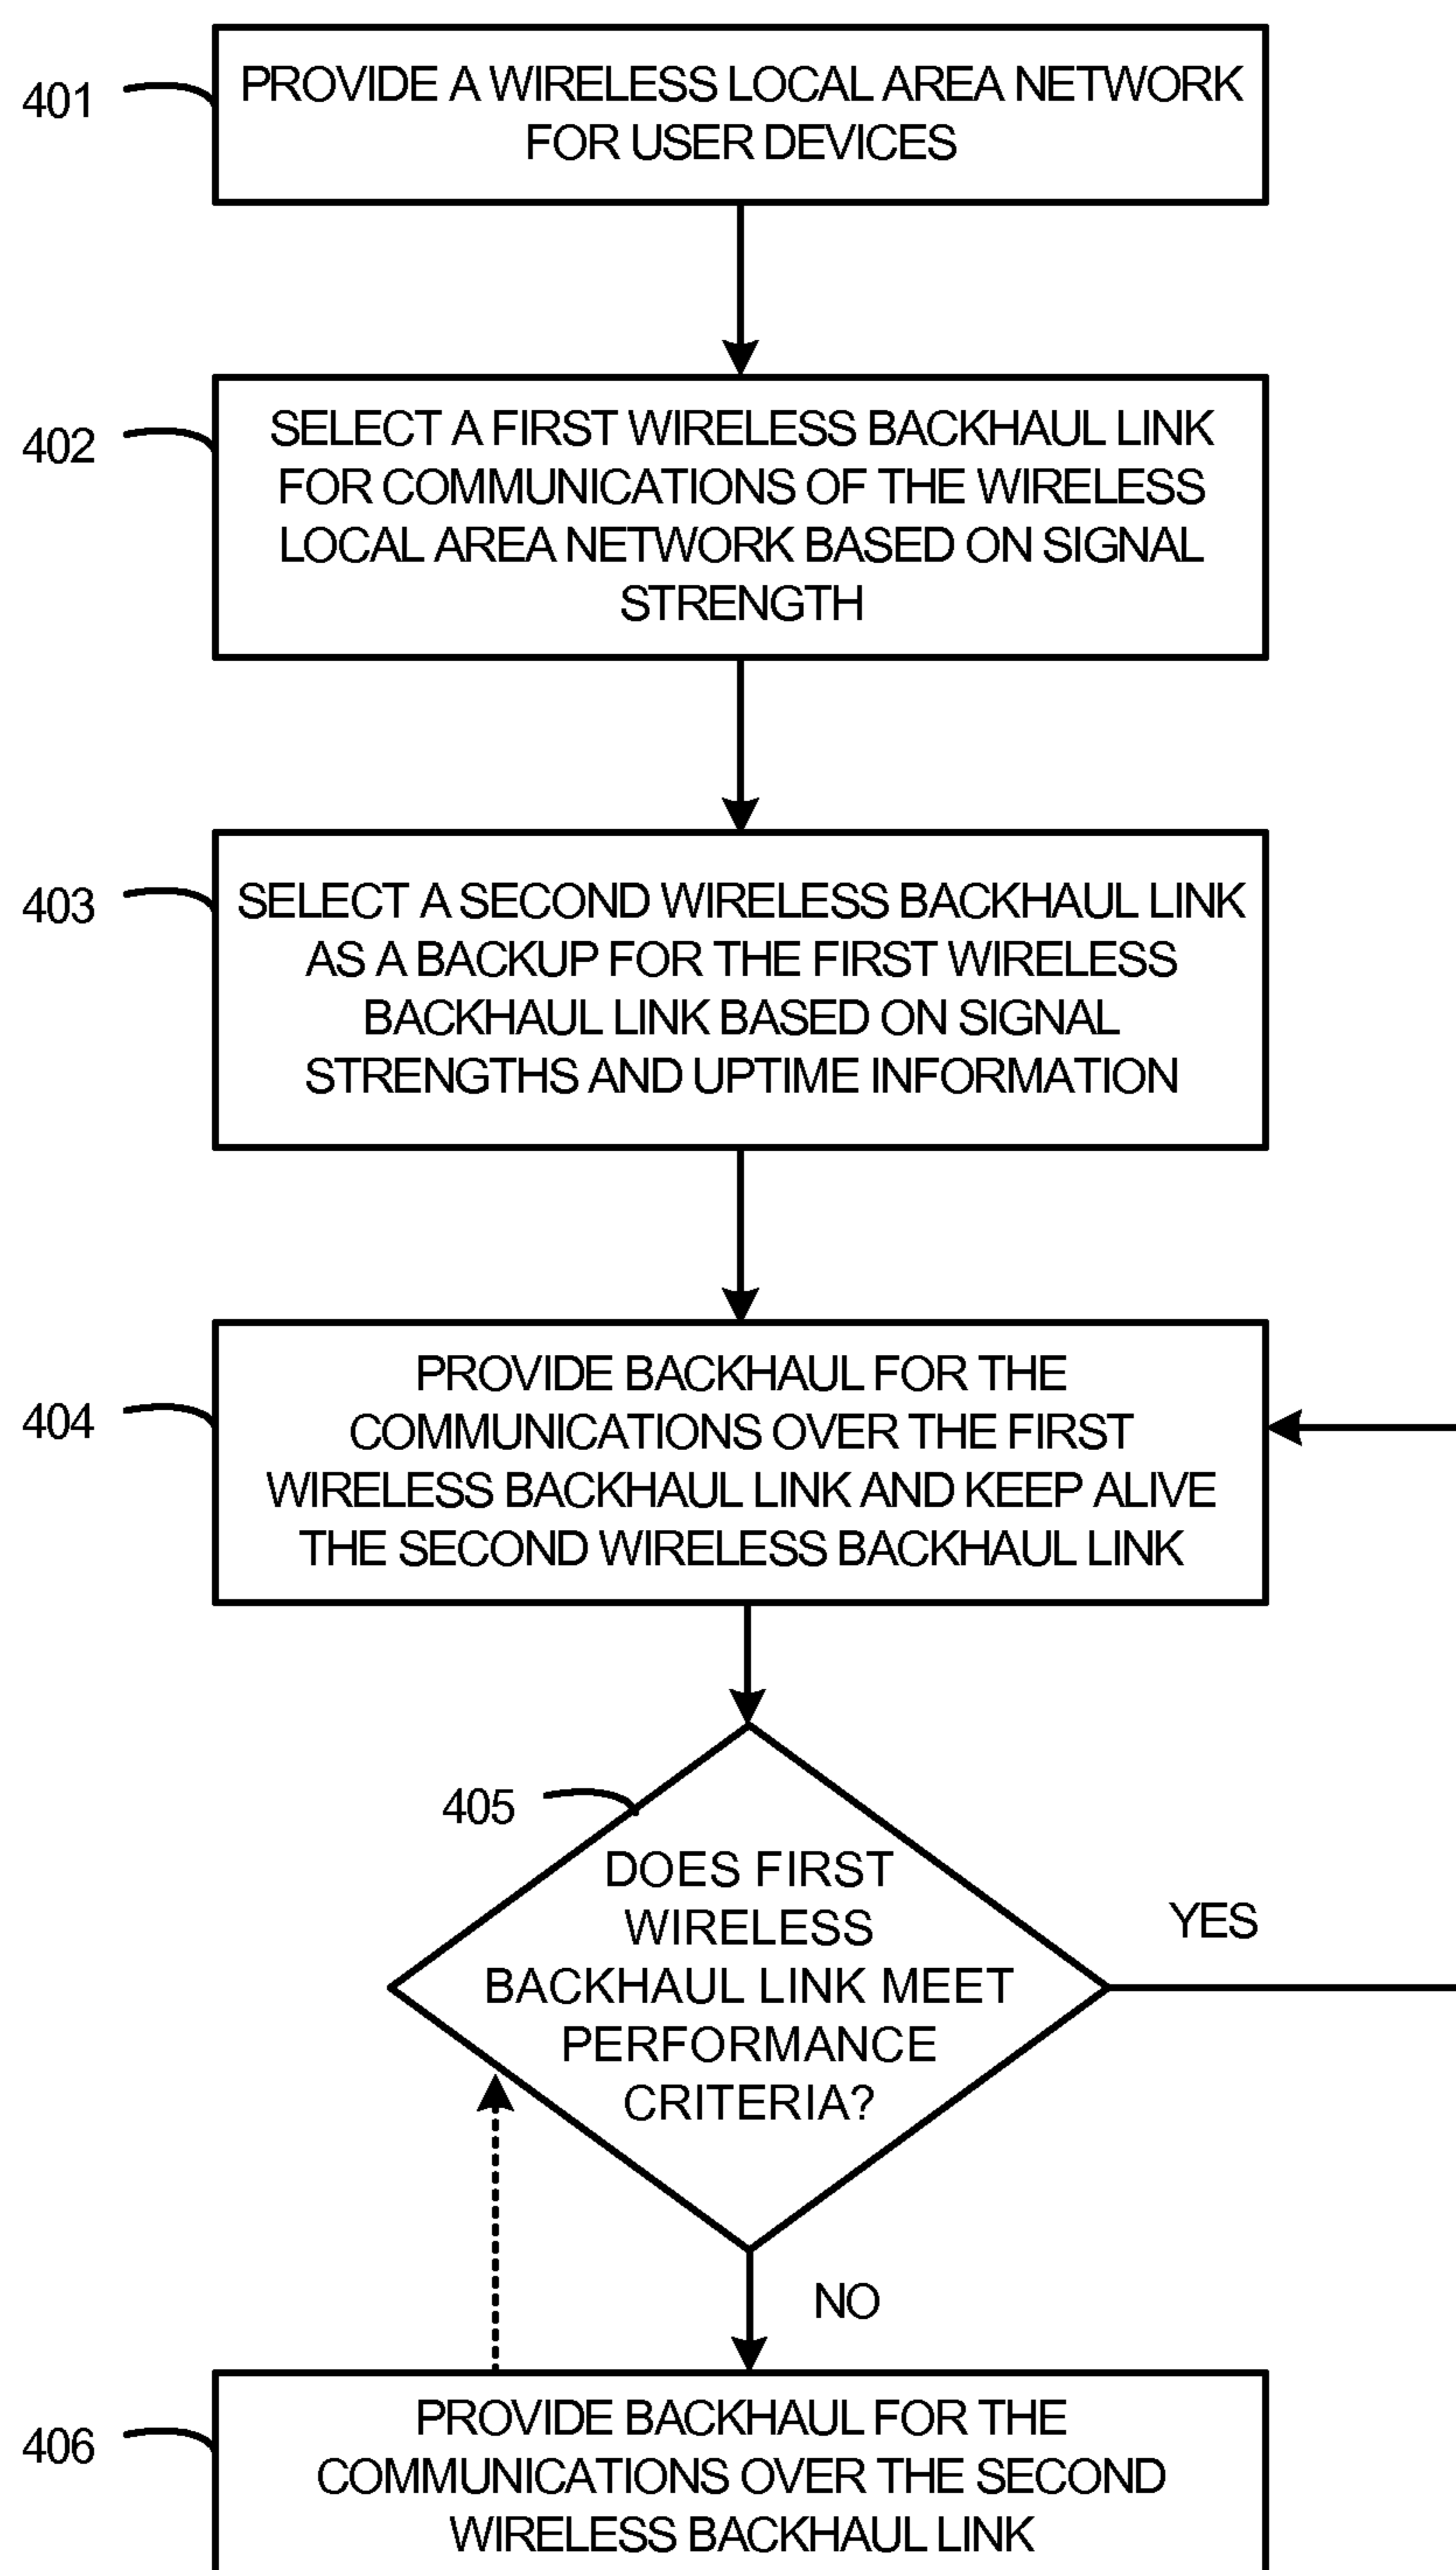 401
PROVIDE A WIRELESS LOCAL AREA NETWORK
FOR USER DEVICES
402
SELECT A FIRST WIRELESS BACKHAUL LINK
FOR COMMUNICATIONS OF THE WIRELESS
LOCAL AREA NETWORK BASED ON SIGNAL
STRENGTH
403
SELECT A SECOND WIRELESS BACKHAUL LINK
AS A BACKUP FOR THE FIRST WIRELESS
BACKHAUL LINK BASED ON SIGNAL
STRENGTHS AND UPTIME INFORMATION
404
PROVIDE BACKHAUL FOR THE
COMMUNICATIONS OVER THE FIRST
WIRELESS BACKHAUL LINK AND KEEP ALIVE
THE SECOND WIRELESS BACKHAUL LINK
405
DOES FIRST
WIRELESS
BACKHAUL LINK MEET
PERFORMANCE
CRITERIA?
YES
NO
406
PROVIDE BACKHAUL FOR THE
COMMUNICATIONS OVER THE SECOND
WIRELESS BACKHAUL LINK